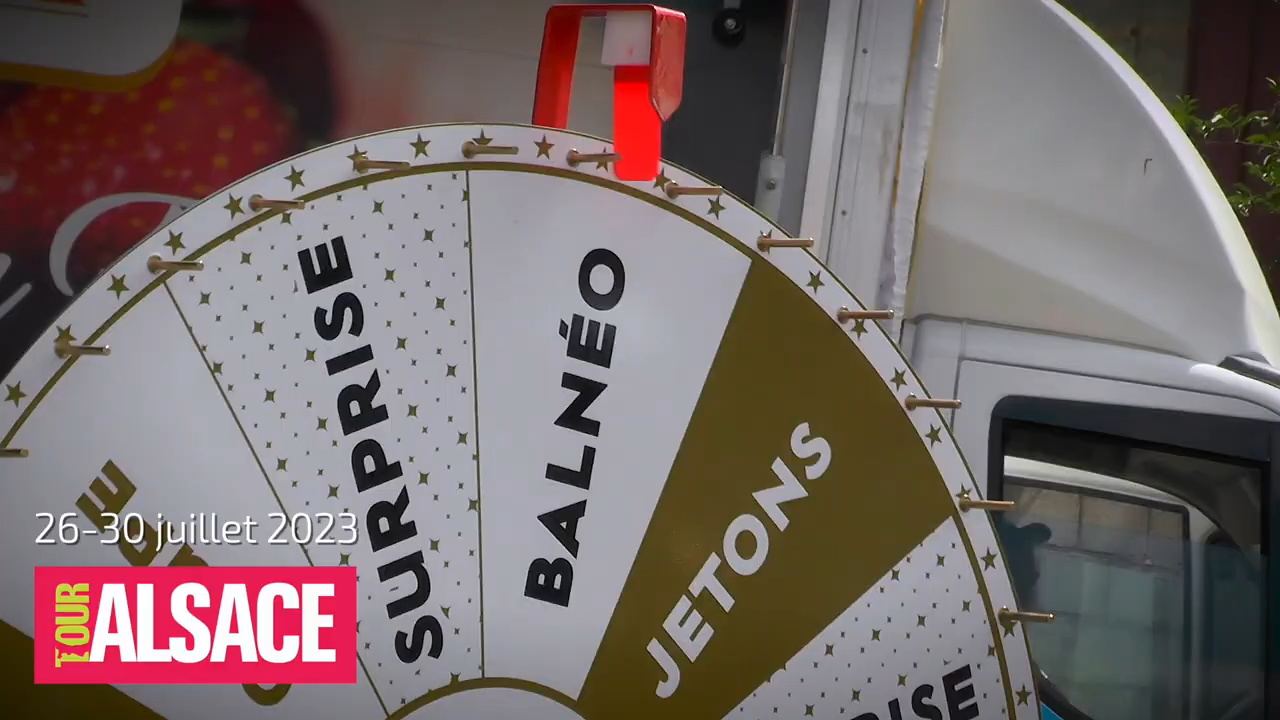 SURPRISE
BALNÉO
JETONS
26-30 juillet 2023
TOUR
ALSACE